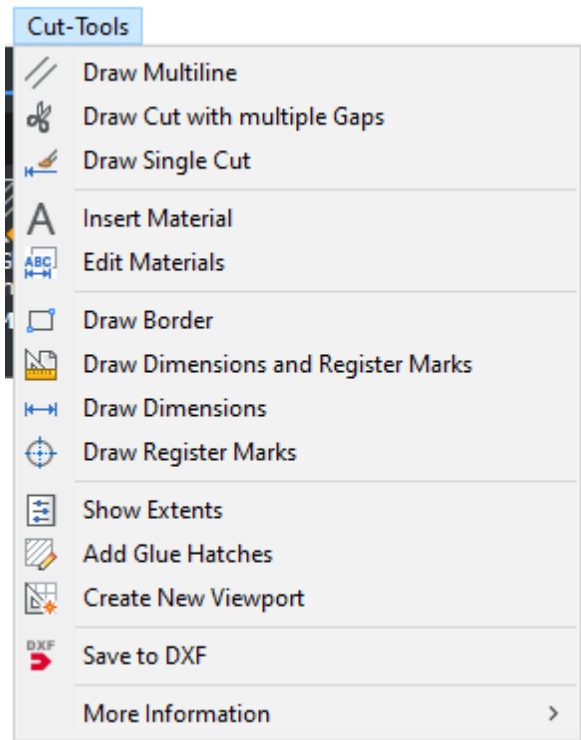 Cut-Tools
Draw Multiline
Draw Cut with multiple Gaps
Draw Single Cut
A
Insert Material
ABC
Edit Materials
Draw Border
Draw Dimensions and Register Marks
Draw Dimensions
Draw Register Marks
Show Extents
Add Glue Hatches
Create New Viewport
DXF
Save to DXF
More Information